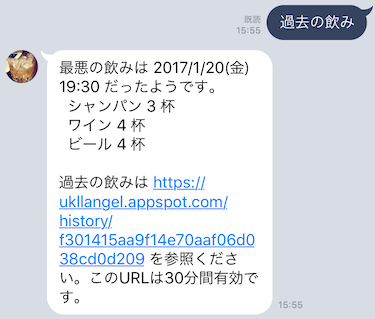 過去の飲み
既読
15:55
最悪の飲みは 2017/1/20(金)
19:30 だったようです。
シャンパン 3 杯
ワイン 4 杯
ビール 4 杯
過去の飲みは https://
ukllangel.appspot.com/
history/
f301415aa9f14e70aaf06d0
38cd0d209 を参照くださ
い。このURLは30分間有効で
す。
15:55